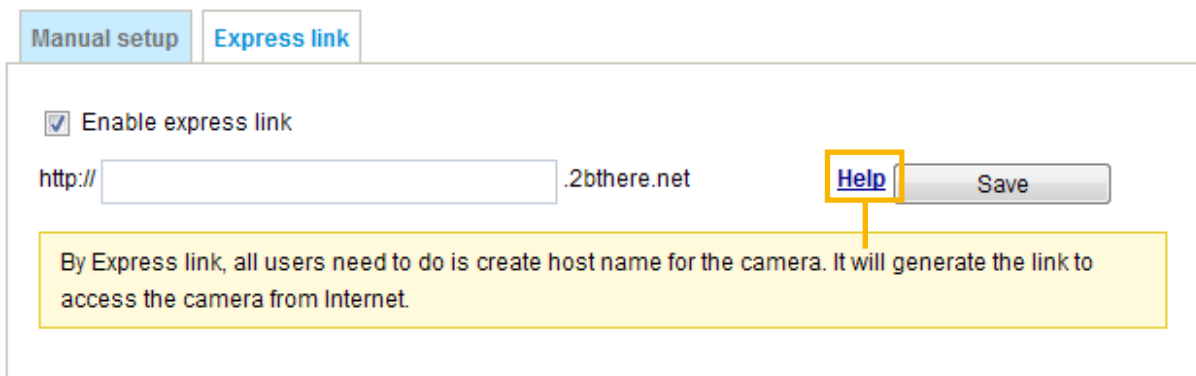 Manual setup Express link
Enable express link
http:// .2bthere.net Help Save
By Express link, all users need to do is create host name for the camera. It will generate the link to
access the camera from Internet.